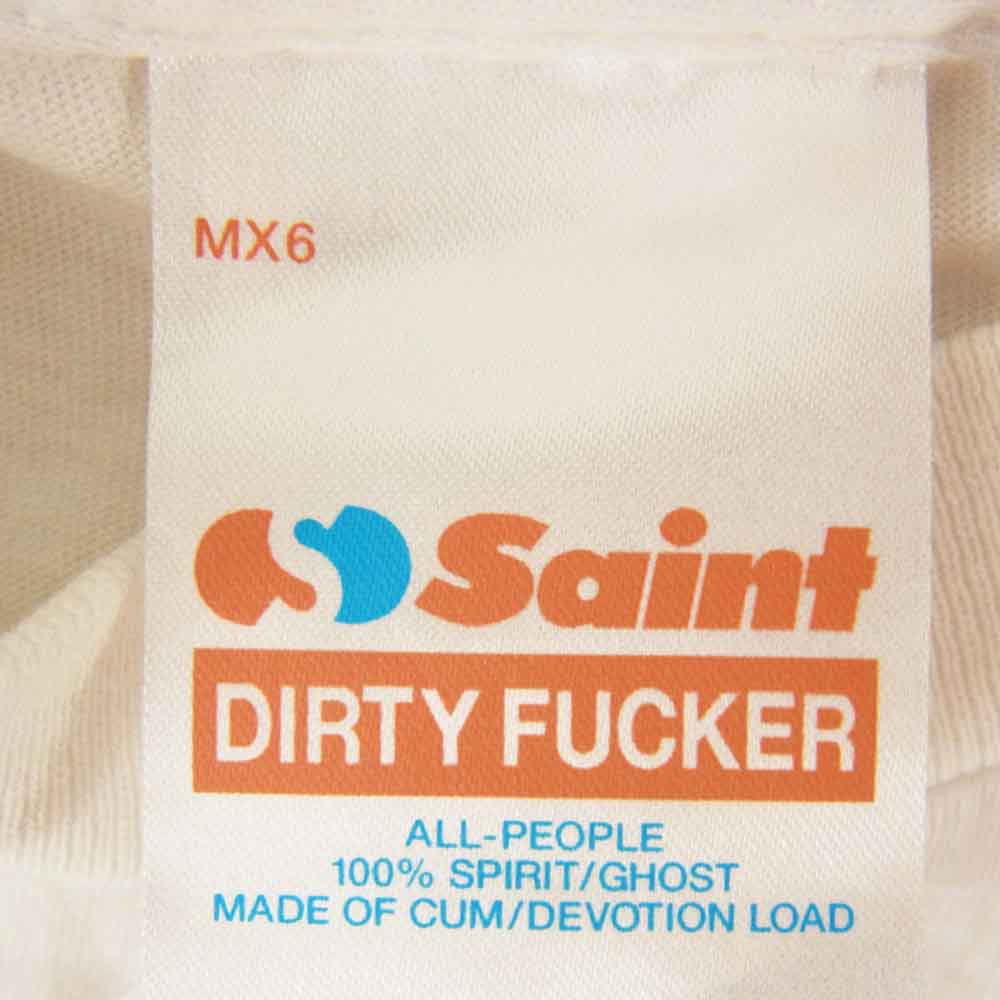 MX6
Saint
DIRTY FUCKER
ALL-PEOPLE
100% SPIRIT/GHOST
MADE OF CUM/DEVOTION LOAD